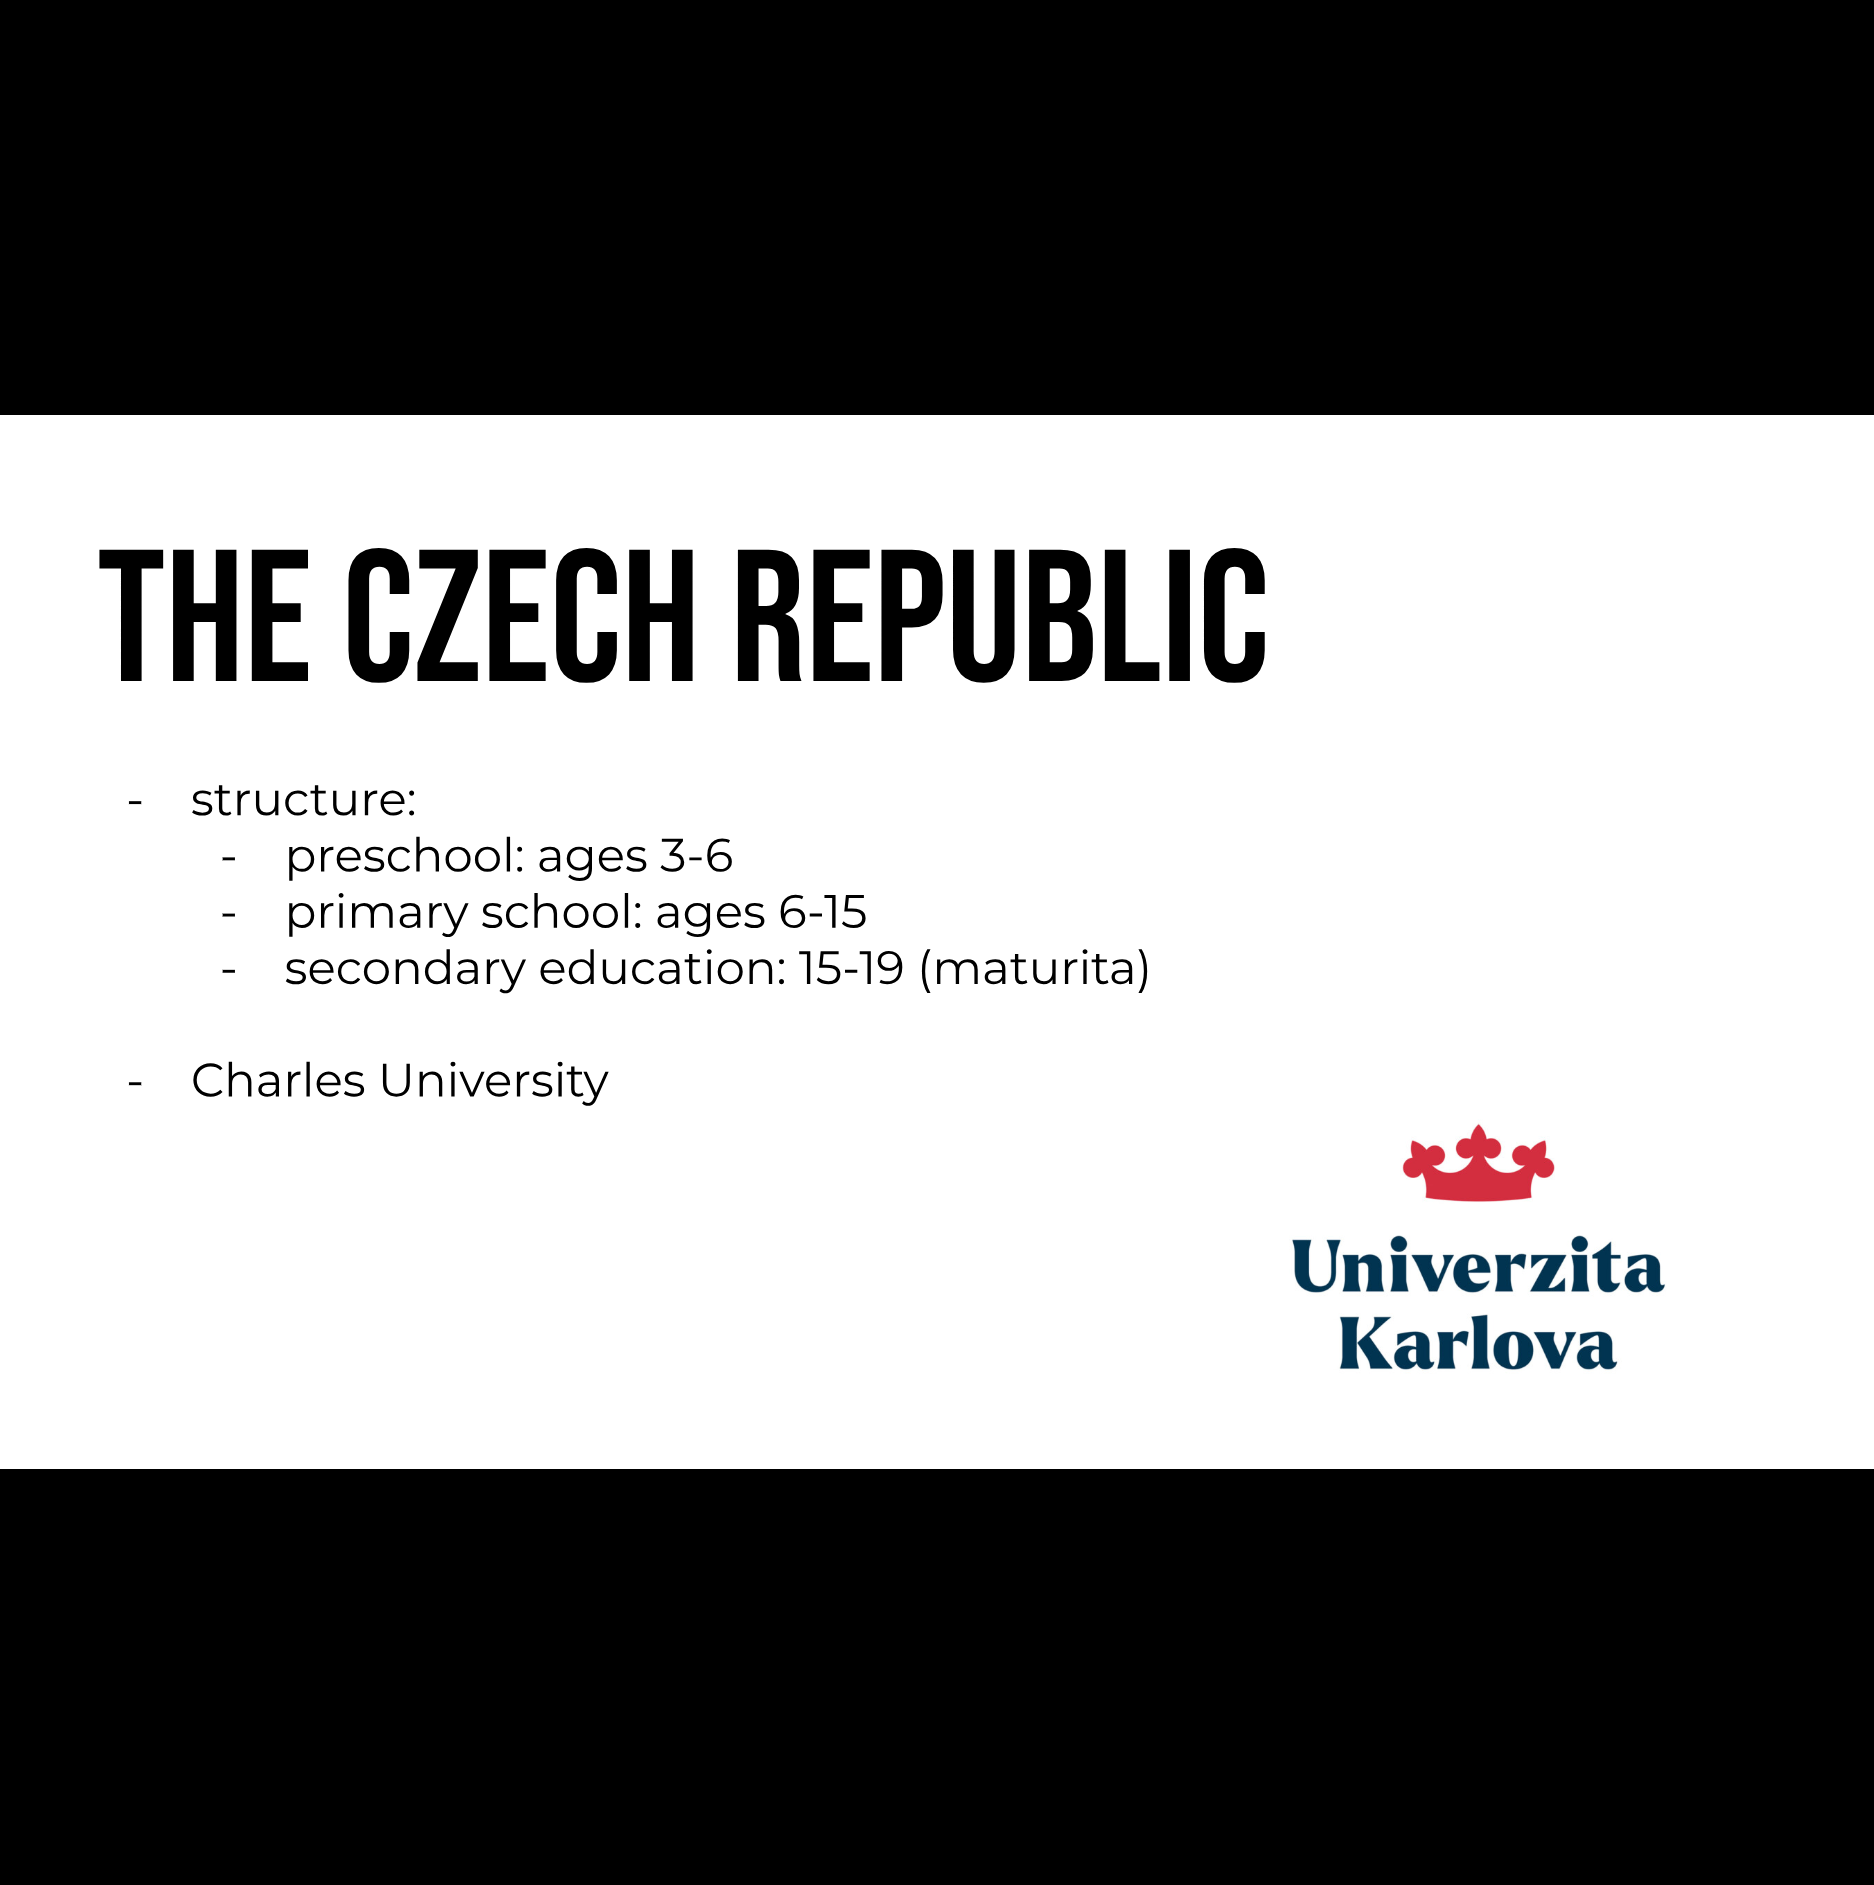 THE CZECH REPUBLIC
- structure:
- preschool: ages 3-6
- primary school: ages 6-15
- secondary education: 15-19 (maturita)
- Charles University
Univerzita
Karlova